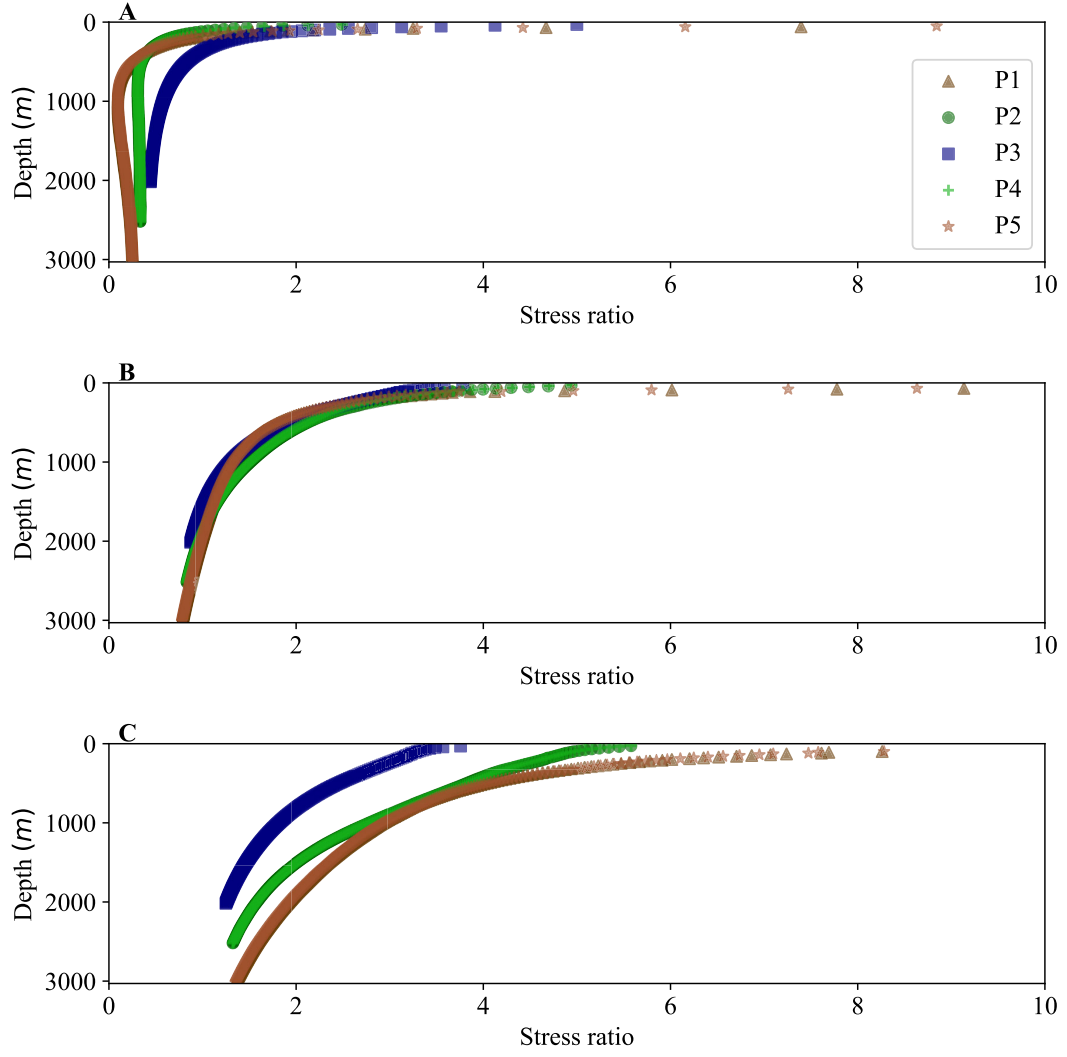 A
0
1000
2000
3000
Depth (m)
0 2 4 6 8 10
Stress ratio
P1
P2
P3
P4
P5
B
0
1000
2000
3000
Depth (m)
0 2 4 6 8 10
Stress ratio
C
0
1000
2000
3000
Depth (m)
0 2 4 6 8 10
Stress ratio